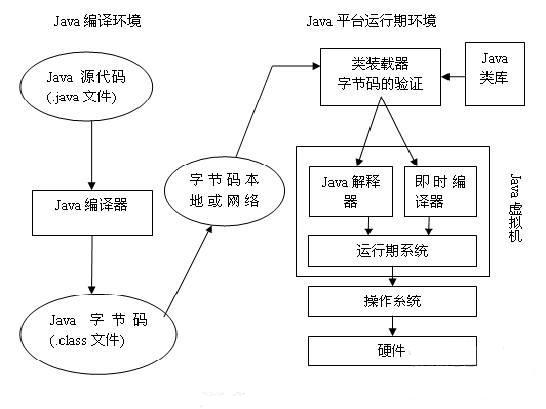 Java 编译环境
Java 平台运行期环境
Java 源代码
(.java 文件)
Java 编译器
Java 字节码
(.class 文件)
字节码本
地或网络
类装载器
字节码的验证
Java
类库
Java 解释
器
即时编
译器
运行期系统
Java 虚拟机
操作系统
硬件